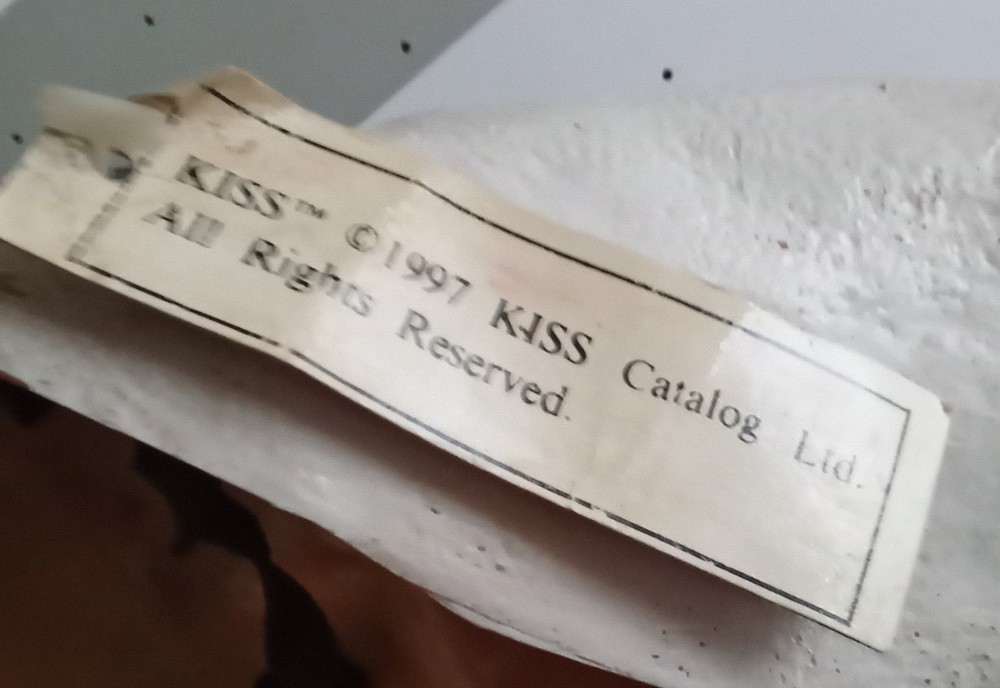 KISS™ ©1997 KISS Catalog Ltd.
All Rights Reserved.